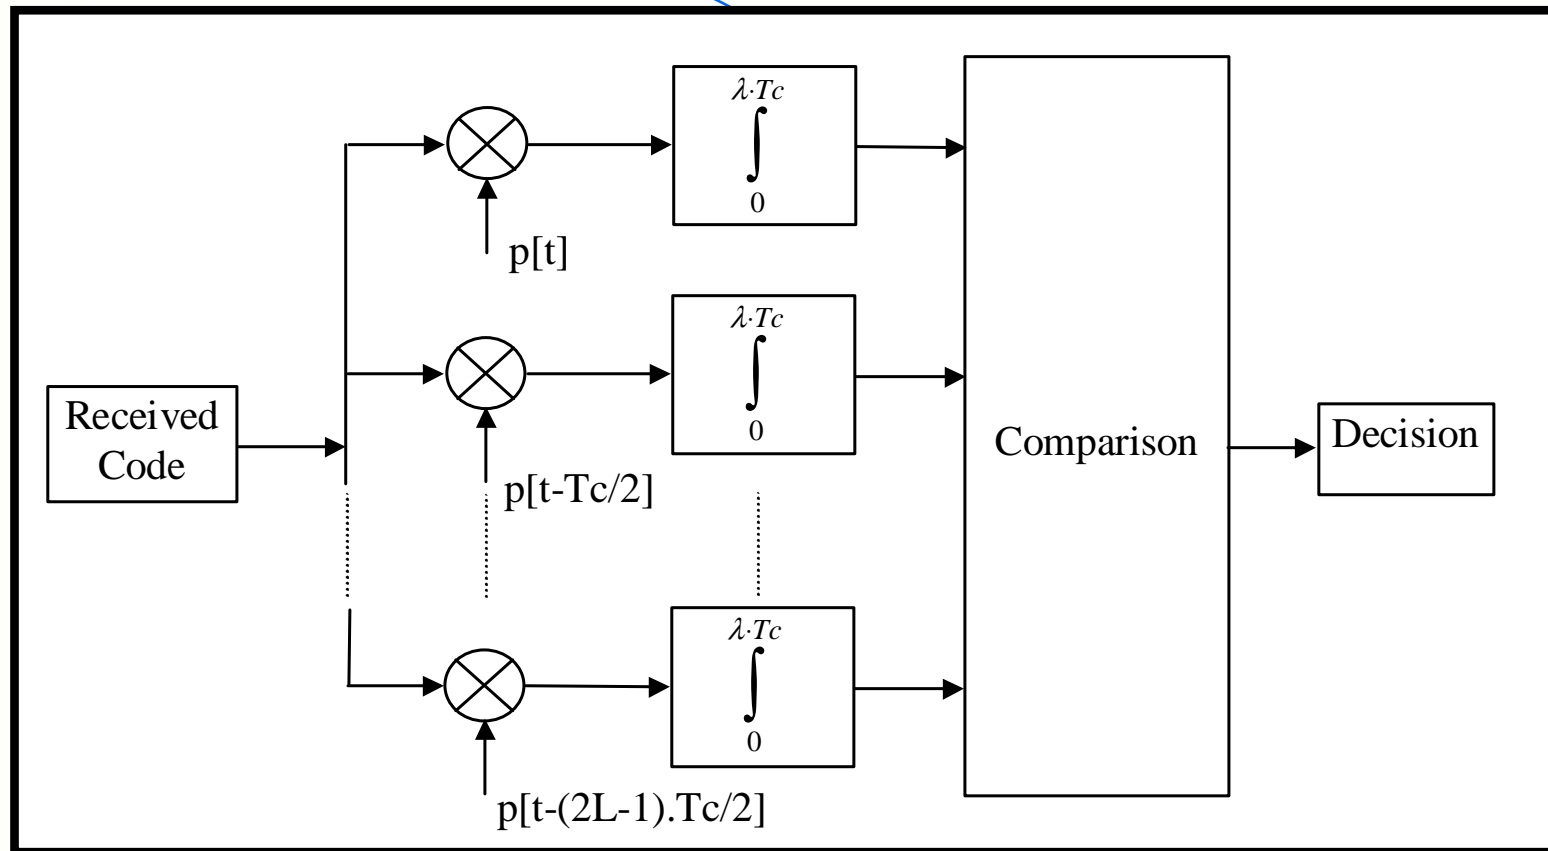 λ·Tc
∫
0
p[t]
λ·Tc
∫
0
p[t-Tc/2]
Received
Code
Comparison
Decision
λ·Tc
∫
0
p[t-(2L-1).Tc/2]